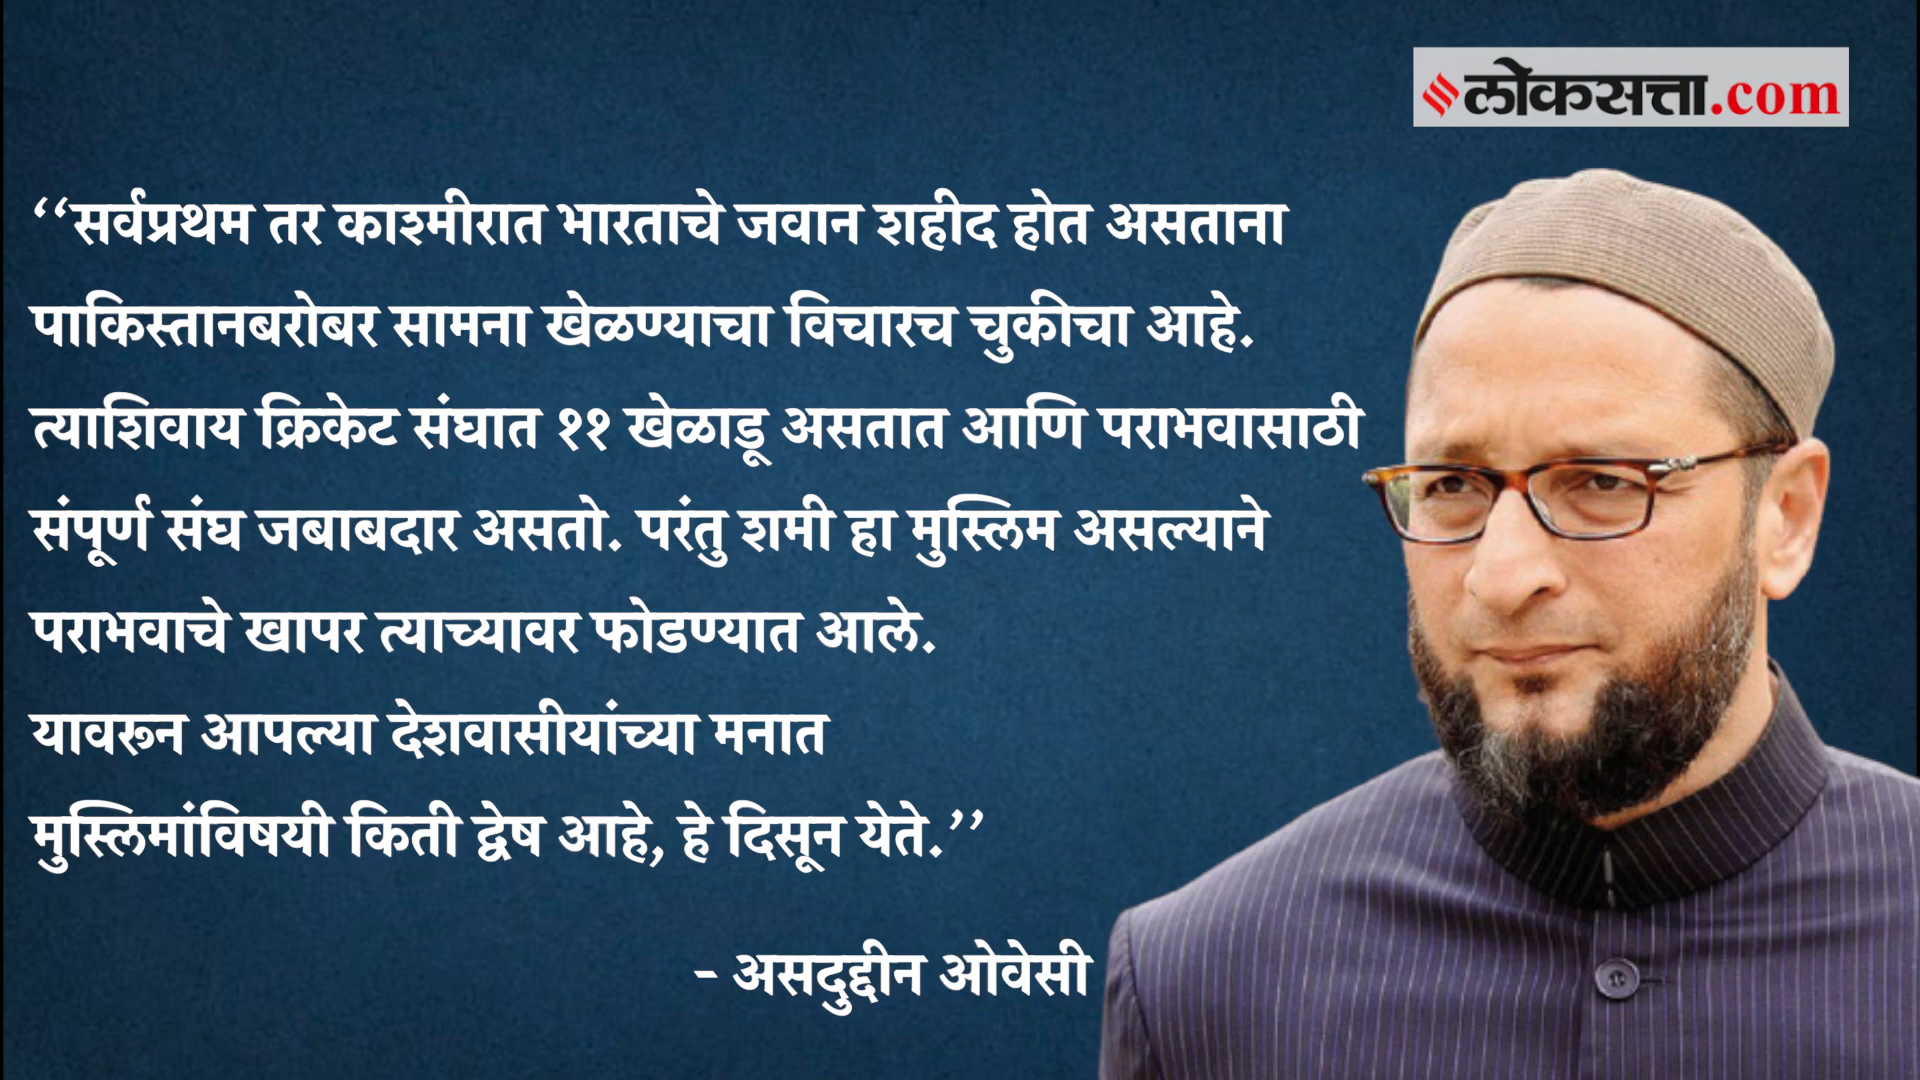 लोकसत्ता.com
‘‘सर्वप्रथम तर काश्मीरात भारताचे जवान शहीद होत असताना
पाकिस्तानबरोबर सामना खेळण्याचा विचारच चुकीचा आहे.
त्याशिवाय क्रिकेट संघात ११ खेळाडू असतात आणि पराभवासाठी
संपूर्ण संघ जबाबदार असतो. परंतु शमी हा मुस्लिम असल्याने
पराभवाचे खापर त्याच्यावर फोडण्यात आले.
यावरून आपल्या देशवासीयांच्या मनात
मुस्लिमांविषयी किती द्वेष आहे, हे दिसून येते.’’
- असदुद्दीन ओवेसी